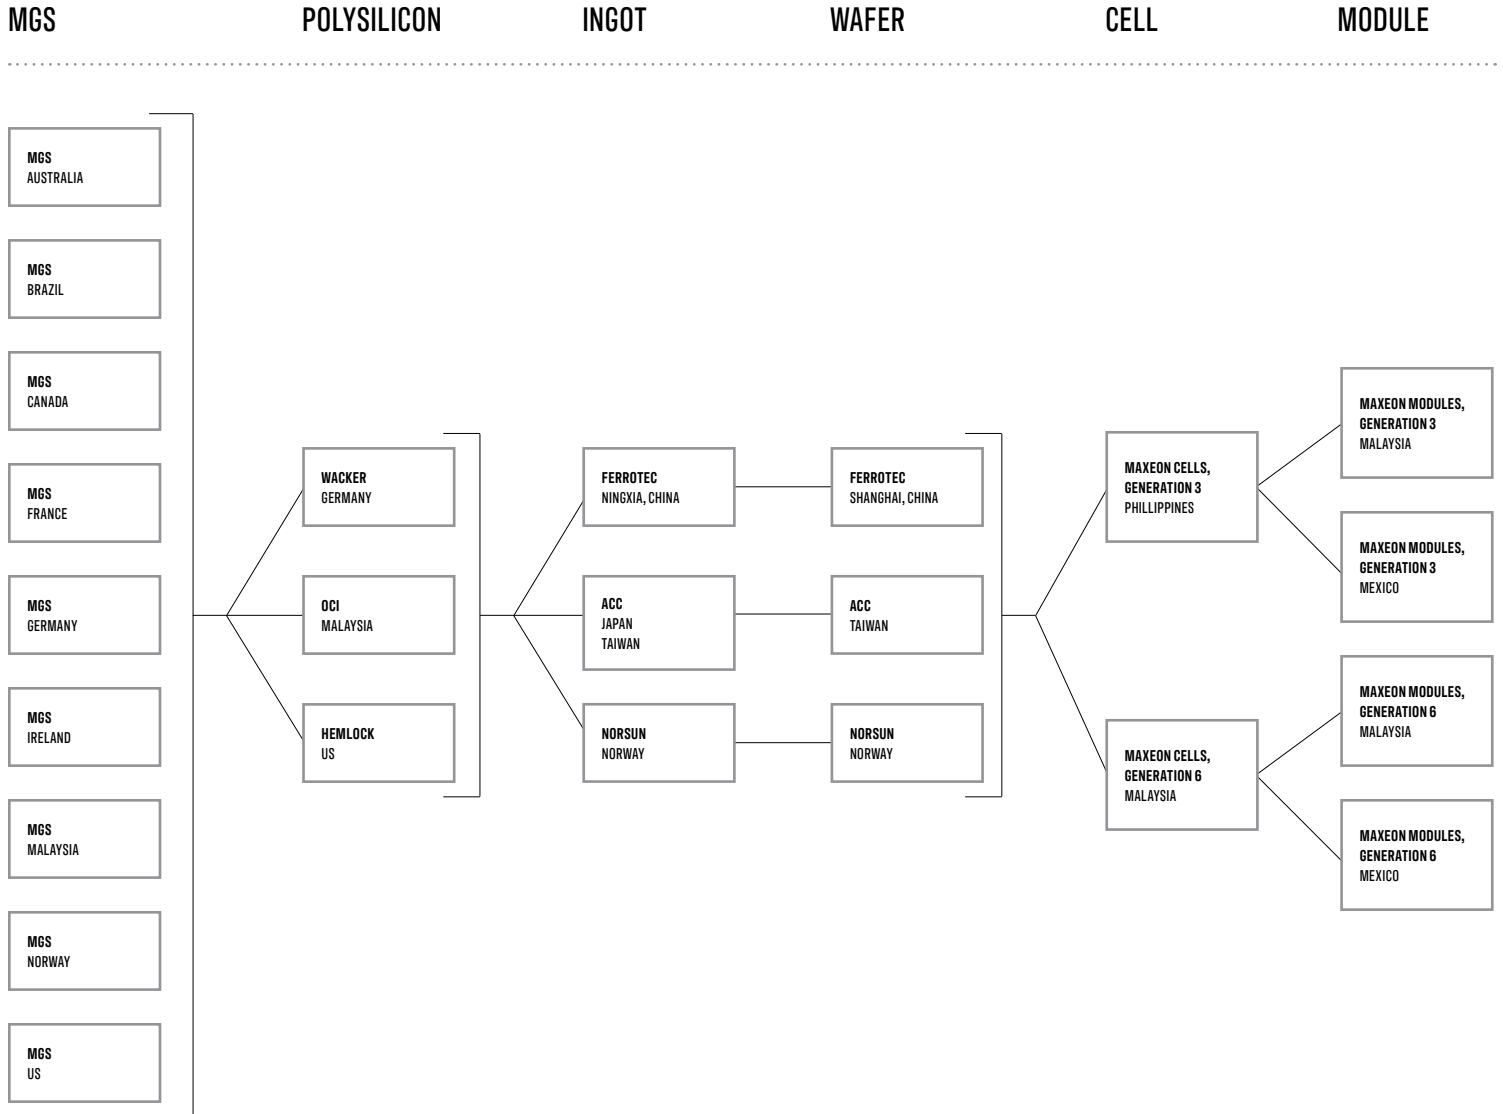 MGS
POLYSILICON
INGOT
WAFER
CELL
MODULE
MGS
AUSTRALIA
MGS
BRAZIL
MGS
CANADA
MGS
FRANCE
MGS
GERMANY
MGS
IRELAND
MGS
MALAYSIA
MGS
NORWAY
MGS
US
WACKER
GERMANY
OCI
MALAYSIA
HEMLOCK
US
FERROTEC
NINGXIA, CHINA
ACC
JAPAN
TAIWAN
NORSUN
NORWAY
FERROTEC
SHANGHAI, CHINA
ACC
TAIWAN
NORSUN
NORWAY
MAXEON CELLS,
GENERATION 3
PHILLIPPINES
MAXEON CELLS,
GENERATION 6
MALAYSIA
MAXEON MODULES,
GENERATION 3
MALAYSIA
MAXEON MODULES,
GENERATION 3
MEXICO
MAXEON MODULES,
GENERATION 6
MALAYSIA
MAXEON MODULES,
GENERATION 6
MEXICO